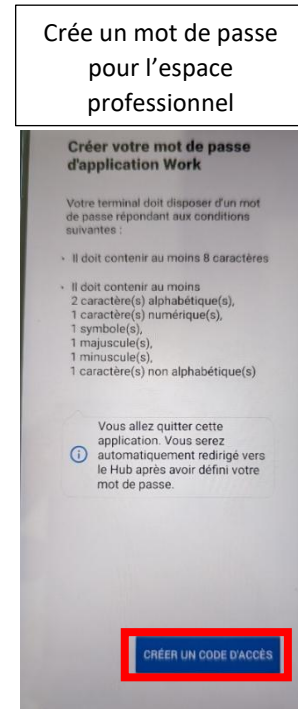 Crée un mot de passe
pour l'espace
professionnel
Créer votre mot de passe
d'application Work
Votre terminal doit disposer d'un mot
de passe répondant aux conditions
suivantes :
• Il doit contenir au moins 8 caractères
• Il doit contenir au moins
2 caractère(s) alphabétique(s),
1 caractère(s) numérique(s),
1 symbole(s),
1 majuscule(s),
1 minuscule(s),
1 caractère(s) non alphabétique(s)
Vous allez quitter cette
application. Vous serez
automatiquement redirigé vers
le Hub après avoir défini votre
mot de passe.
CRÉER UN CODE D'ACCÈS